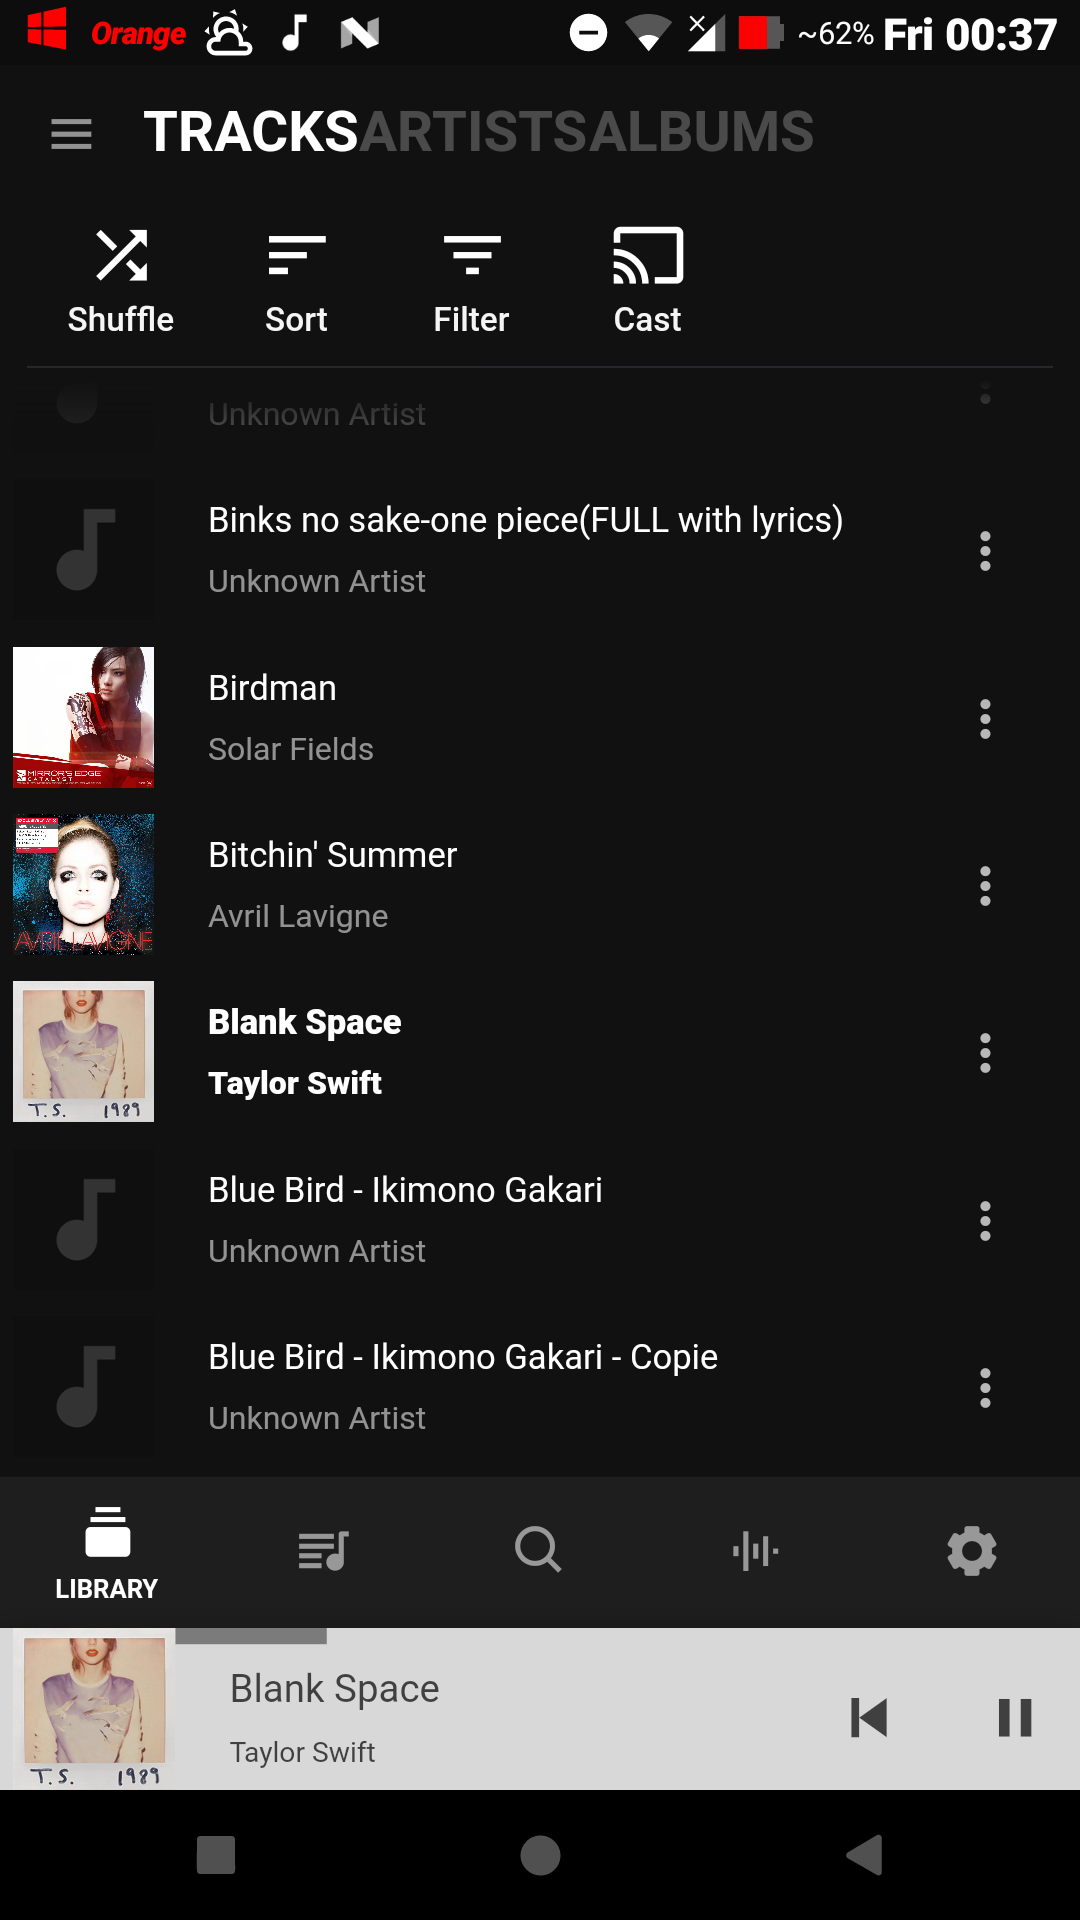 Orange ~62% Fri 00:37
TRACKS ARTISTS ALBUMS
Shuffle Sort Filter Cast
Unknown Artist
Binks no sake-one piece(FULL with lyrics)
Unknown Artist
Birdman
Solar Fields
MIRROR'S EDGE
CATALYST
Bitchin' Summer
Avril Lavigne
AVRIL LAVIGNE
Blank Space
Taylor Swift
T.S. 1989
Blue Bird - Ikimono Gakari
Unknown Artist
Blue Bird - Ikimono Gakari - Copie
Unknown Artist
LIBRARY
Blank Space
Taylor Swift
T.S. 1989